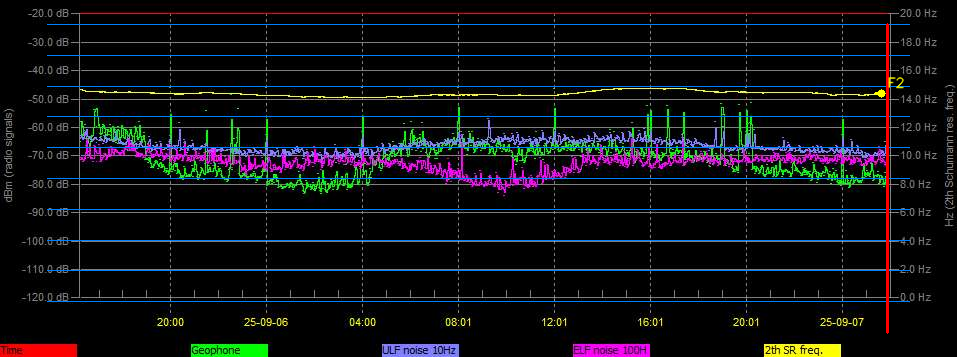 -20.0 dB
20.0 Hz
-30.0 dB
18.0 Hz
-40.0 dB
16.0 Hz
F2
-50.0 dB
14.0 Hz
-60.0 dB
12.0 Hz
-70.0 dB
10.0 Hz
-80.0 dB
8.0 Hz
-90.0 dB
6.0 Hz
-100.0 dB
4.0 Hz
-110.0 dB
2.0 Hz
-120.0 dB
0.0 Hz
dBm (radio signals)
Hz (2th Schumann res. freq.)
20:00 25-09-06 04:00 08:01 12:01 16:01 20:01 25-09-07
Time Geophone ULF noise 10Hz ELF noise 100H 2th SR freq.